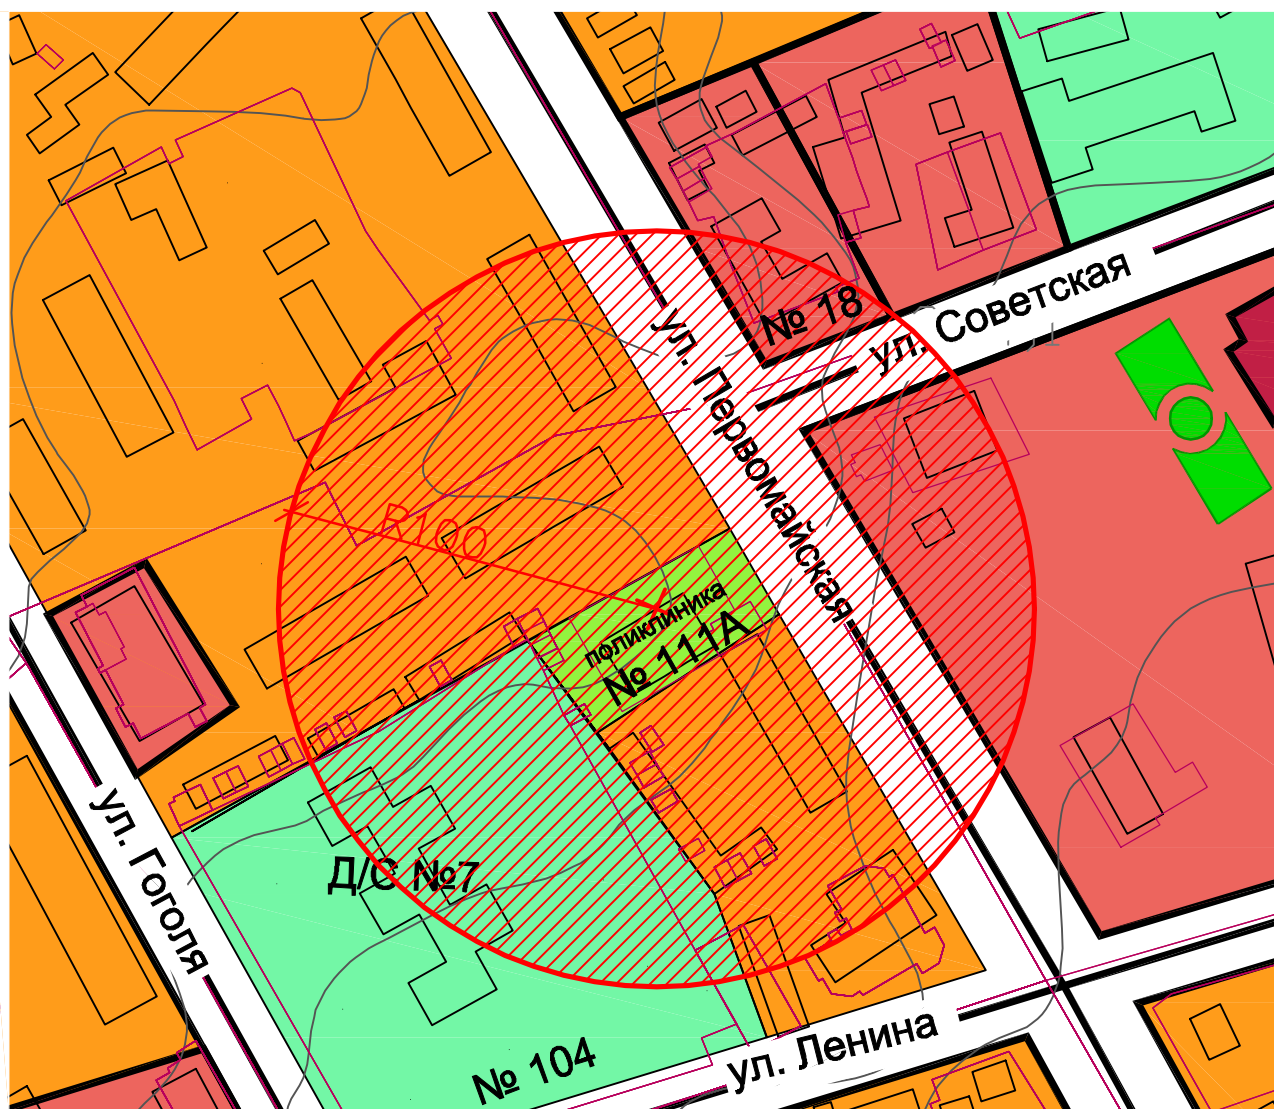 № 18
ул. Советская
ул. Первомайская
R100
поликлиника
№ 111А
ул. Гоголя
Д/С №7
№ 104
ул. Ленина